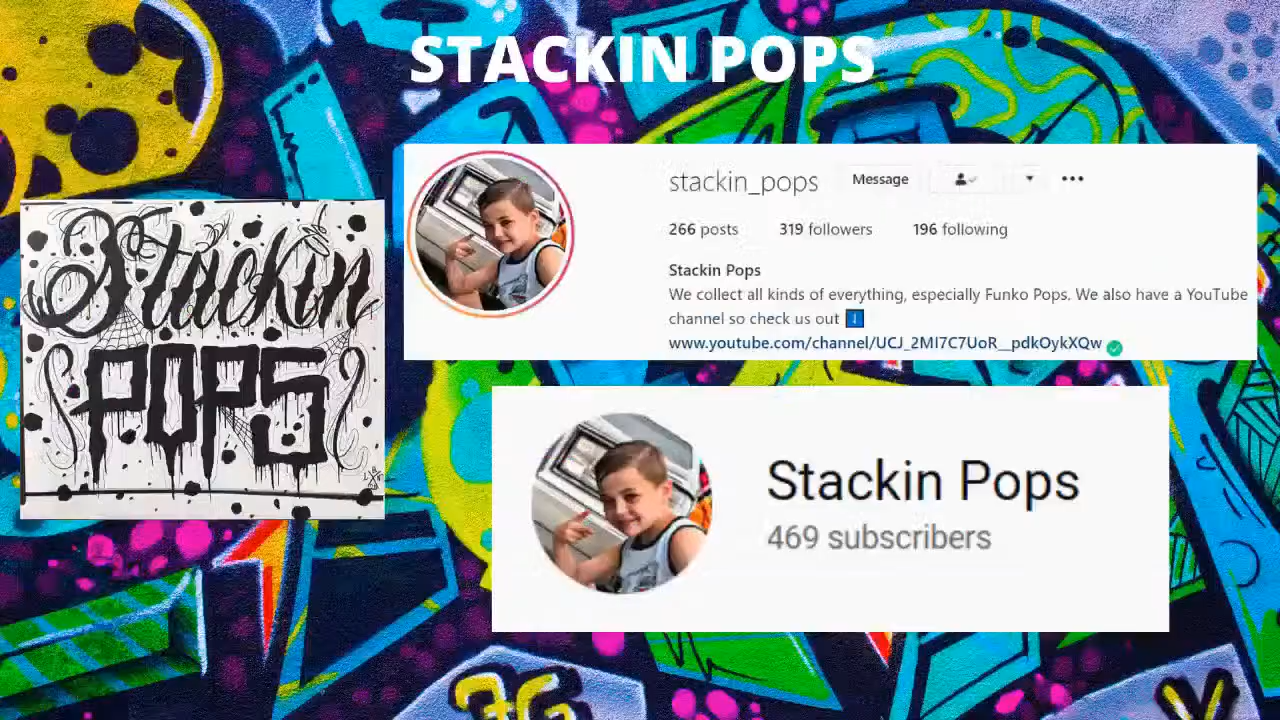 STACKIN POPS
Stackin
POPS
stackin_pops Message
266 posts 319 followers 196 following
Stackin Pops
We collect all kinds of everything, especially Funko Pops. We also have a YouTube
channel so check us out
www.youtube.com/channel/UCJ_2MI7C7UoR__pdkOykXQw
Stackin Pops
469 subscribers